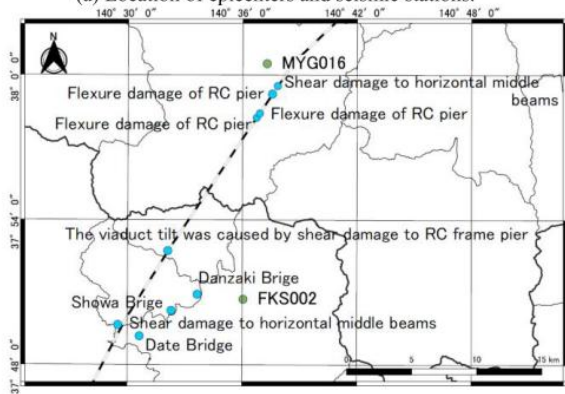 (a) Location of epicenters and seismic stations.
140° 30' 0"
140° 36' 0"
140° 42' 0"
140° 48' 0"
N
MYG016
38° 0' 0"
Shear damage to horizontal middle
beams
Flexure damage of RC pier
Flexure damage of RC pier
Flexure damage of RC pier
37° 54' 0"
The viaduct tilt was caused by shear damage to RC frame pier
Danzaki Brige
FKS002
Showa Brige
Shear damage to horizontal middle beams
Date Bridge
37° 48' 0"
0 5 10 15 km